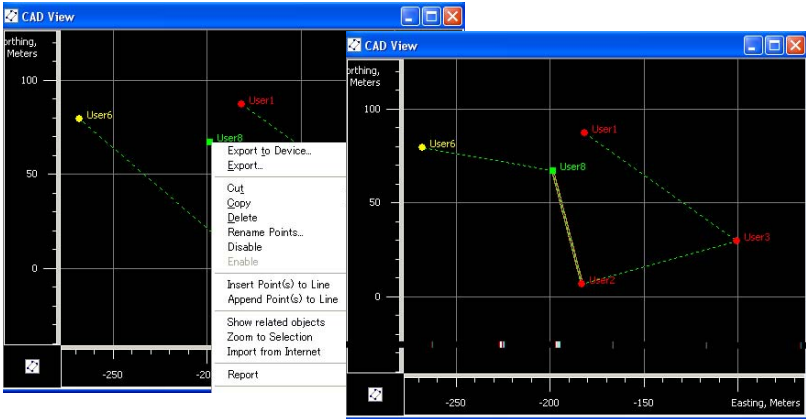 CAD View
orthing,
Meters
100
50
0
User6
User1
User8
Export to Device...
Export...
Cut
Copy
Delete
Rename Points...
Disable
Enable
Insert Point(s) to Line
Append Point(s) to Line
Show related objects
Zoom to Selection
Import from Internet
Report
-250
-20
CAD View
orthing,
Meters
100
50
0
User6
User1
User8
User3
User2
-250
-200
-150
Easting, Meters